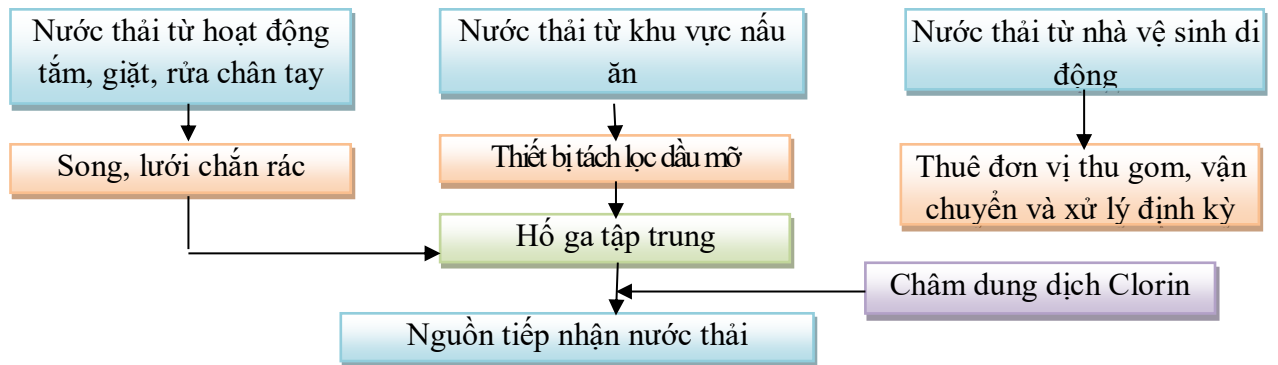 Nước thải từ hoạt động
tắm, giặt, rửa chân tay
Nước thải từ khu vực nấu
ăn
Nước thải từ nhà vệ sinh di
động
Song, lưới chắn rác
Thiết bị tách lọc dầu mỡ
Thuê đơn vị thu gom, vận
chuyển và xử lý định kỳ
Hố ga tập trung
Châm dung dịch Clorin
Nguồn tiếp nhận nước thải